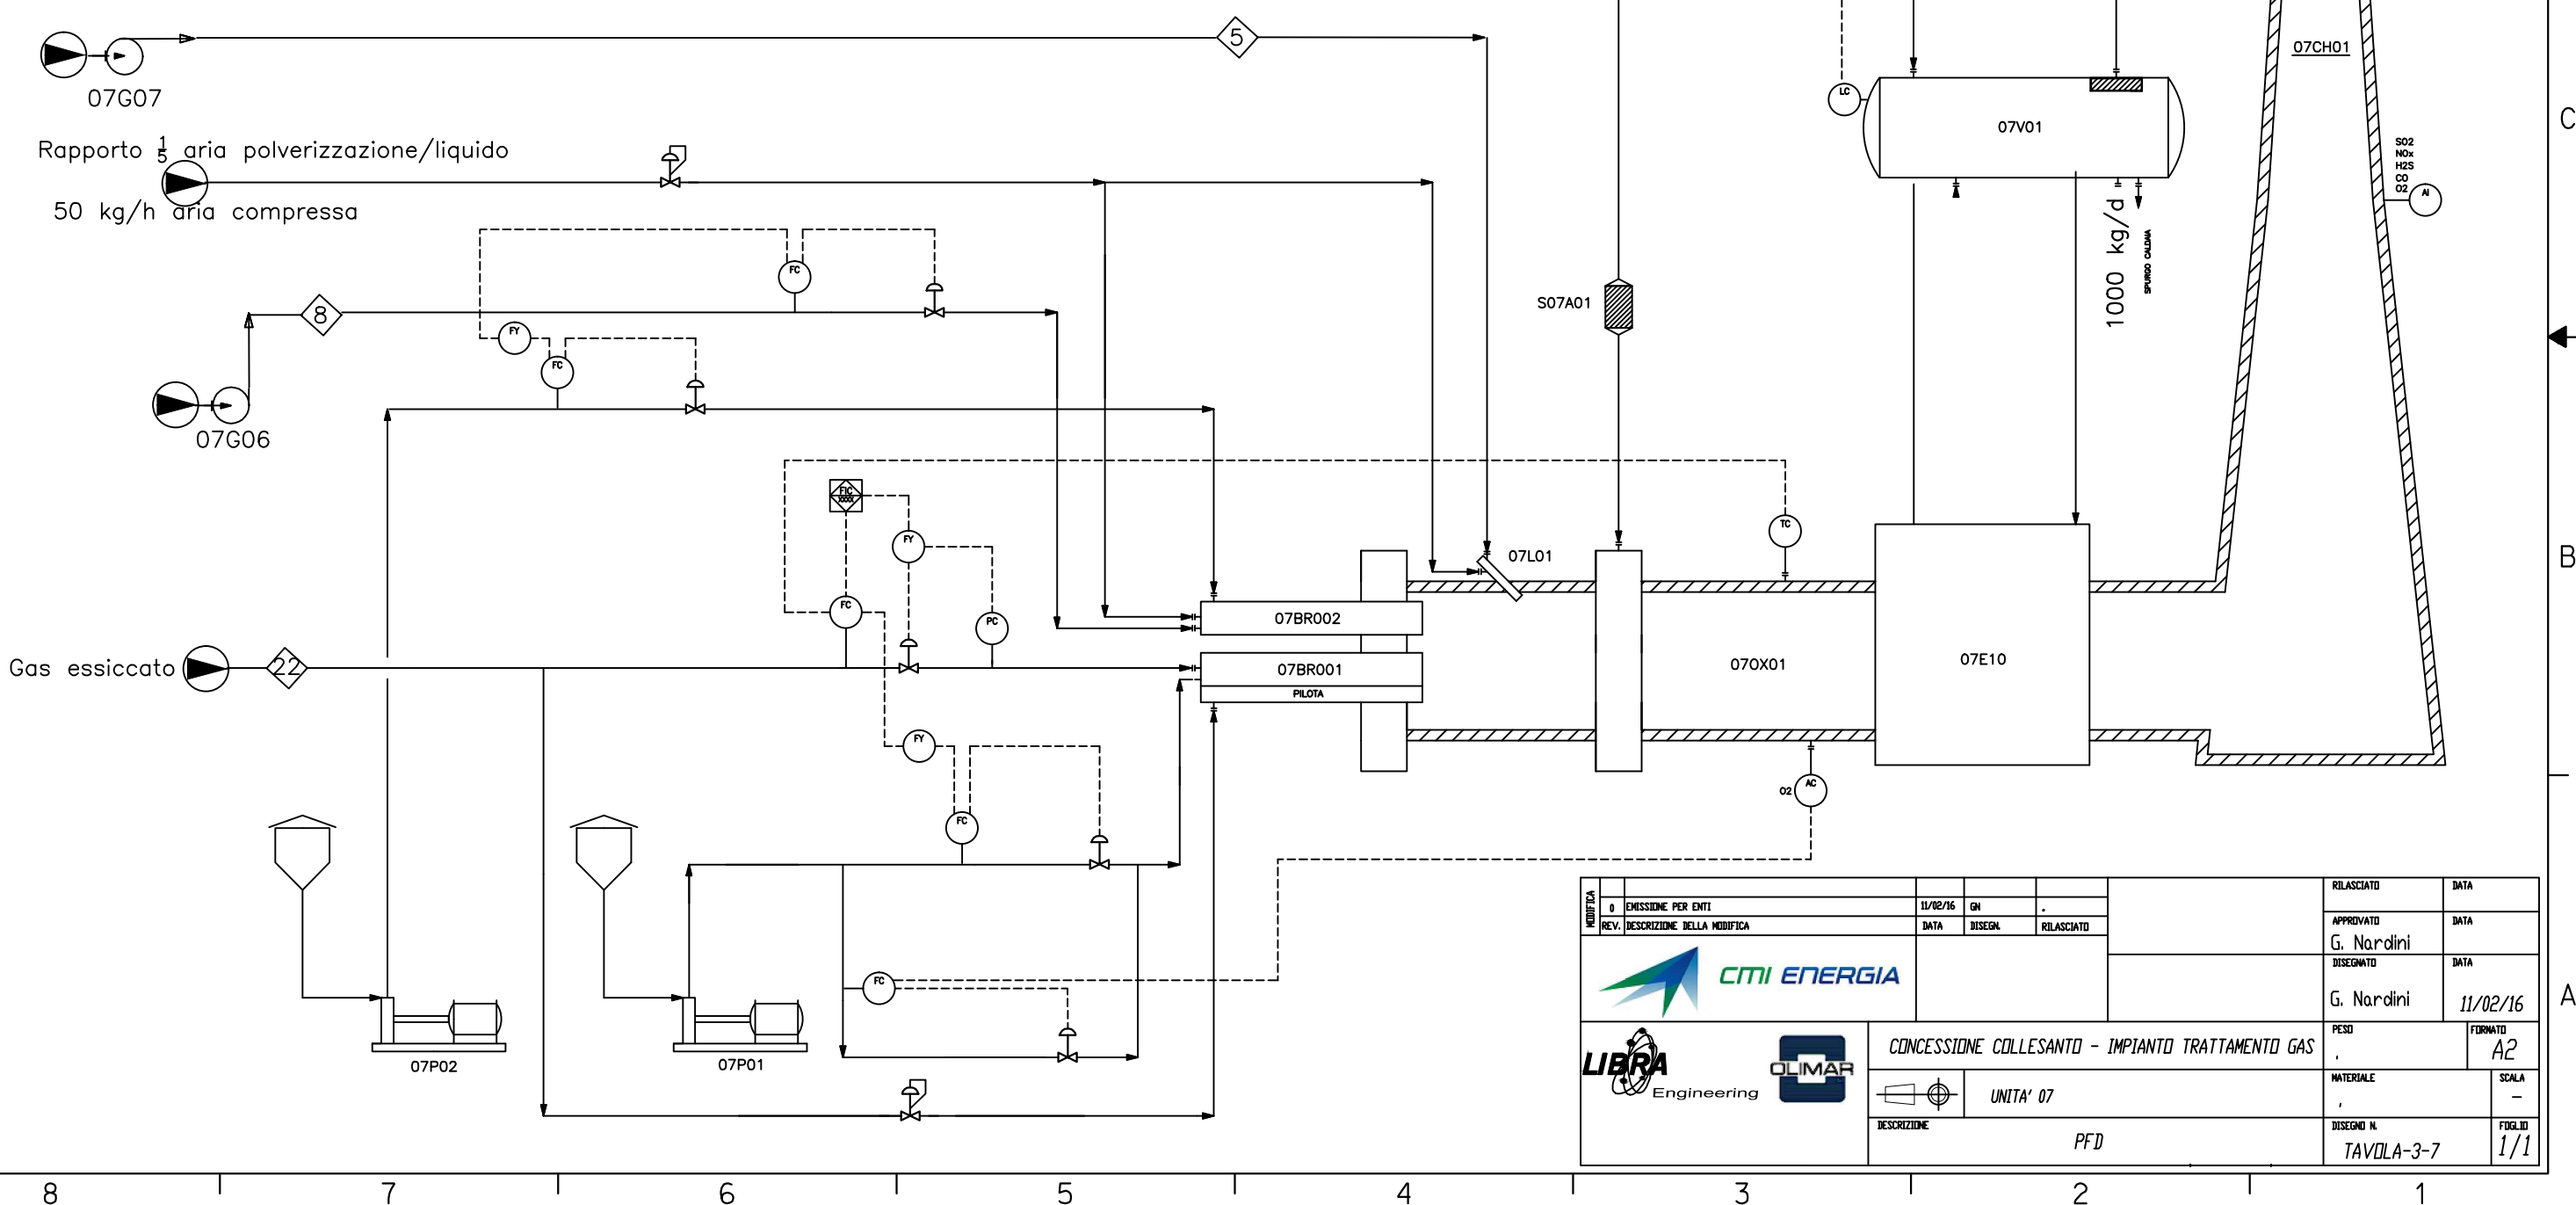 5
07G07
Rapporto 1/5 aria polverizzazione/liquido
50 kg/h aria compressa
FC
8
FY
FC
07G06
FIC
XXXX
FY
FC
PC
Gas essiccato
22
FY
FC
FC
07P02
07P01
07BR002
07BR001
PILOTA
07L01
S07A01
TC
07OX01
O2
AC
07E10
LC
07V01
1000 kg/d
SPURGO CALDAIA
07CH01
SO2
NOx
H2S
CO
O2
AI
C
B
A
MODIFICA
0 EMISSIONE PER ENTI 11/02/16 GN .
REV. DESCRIZIONE DELLA MODIFICA DATA DISEGN. RILASCIATO
RILASCIATO DATA
APPROVATO DATA
G. Nardini
DISEGNATO DATA
G. Nardini 11/02/16
CMI ENERGIA
LIBRA
Engineering
OLIMAR
CONCESSIONE COLLESANTO - IMPIANTO TRATTAMENTO GAS
PESO FORMATO
, A2
UNITA' 07
MATERIALE SCALA
, -
DESCRIZIONE
PFD
DISEGNO N. FOGLIO
TAVOLA-3-7 1/1
8 7 6 5 4 3 2 1